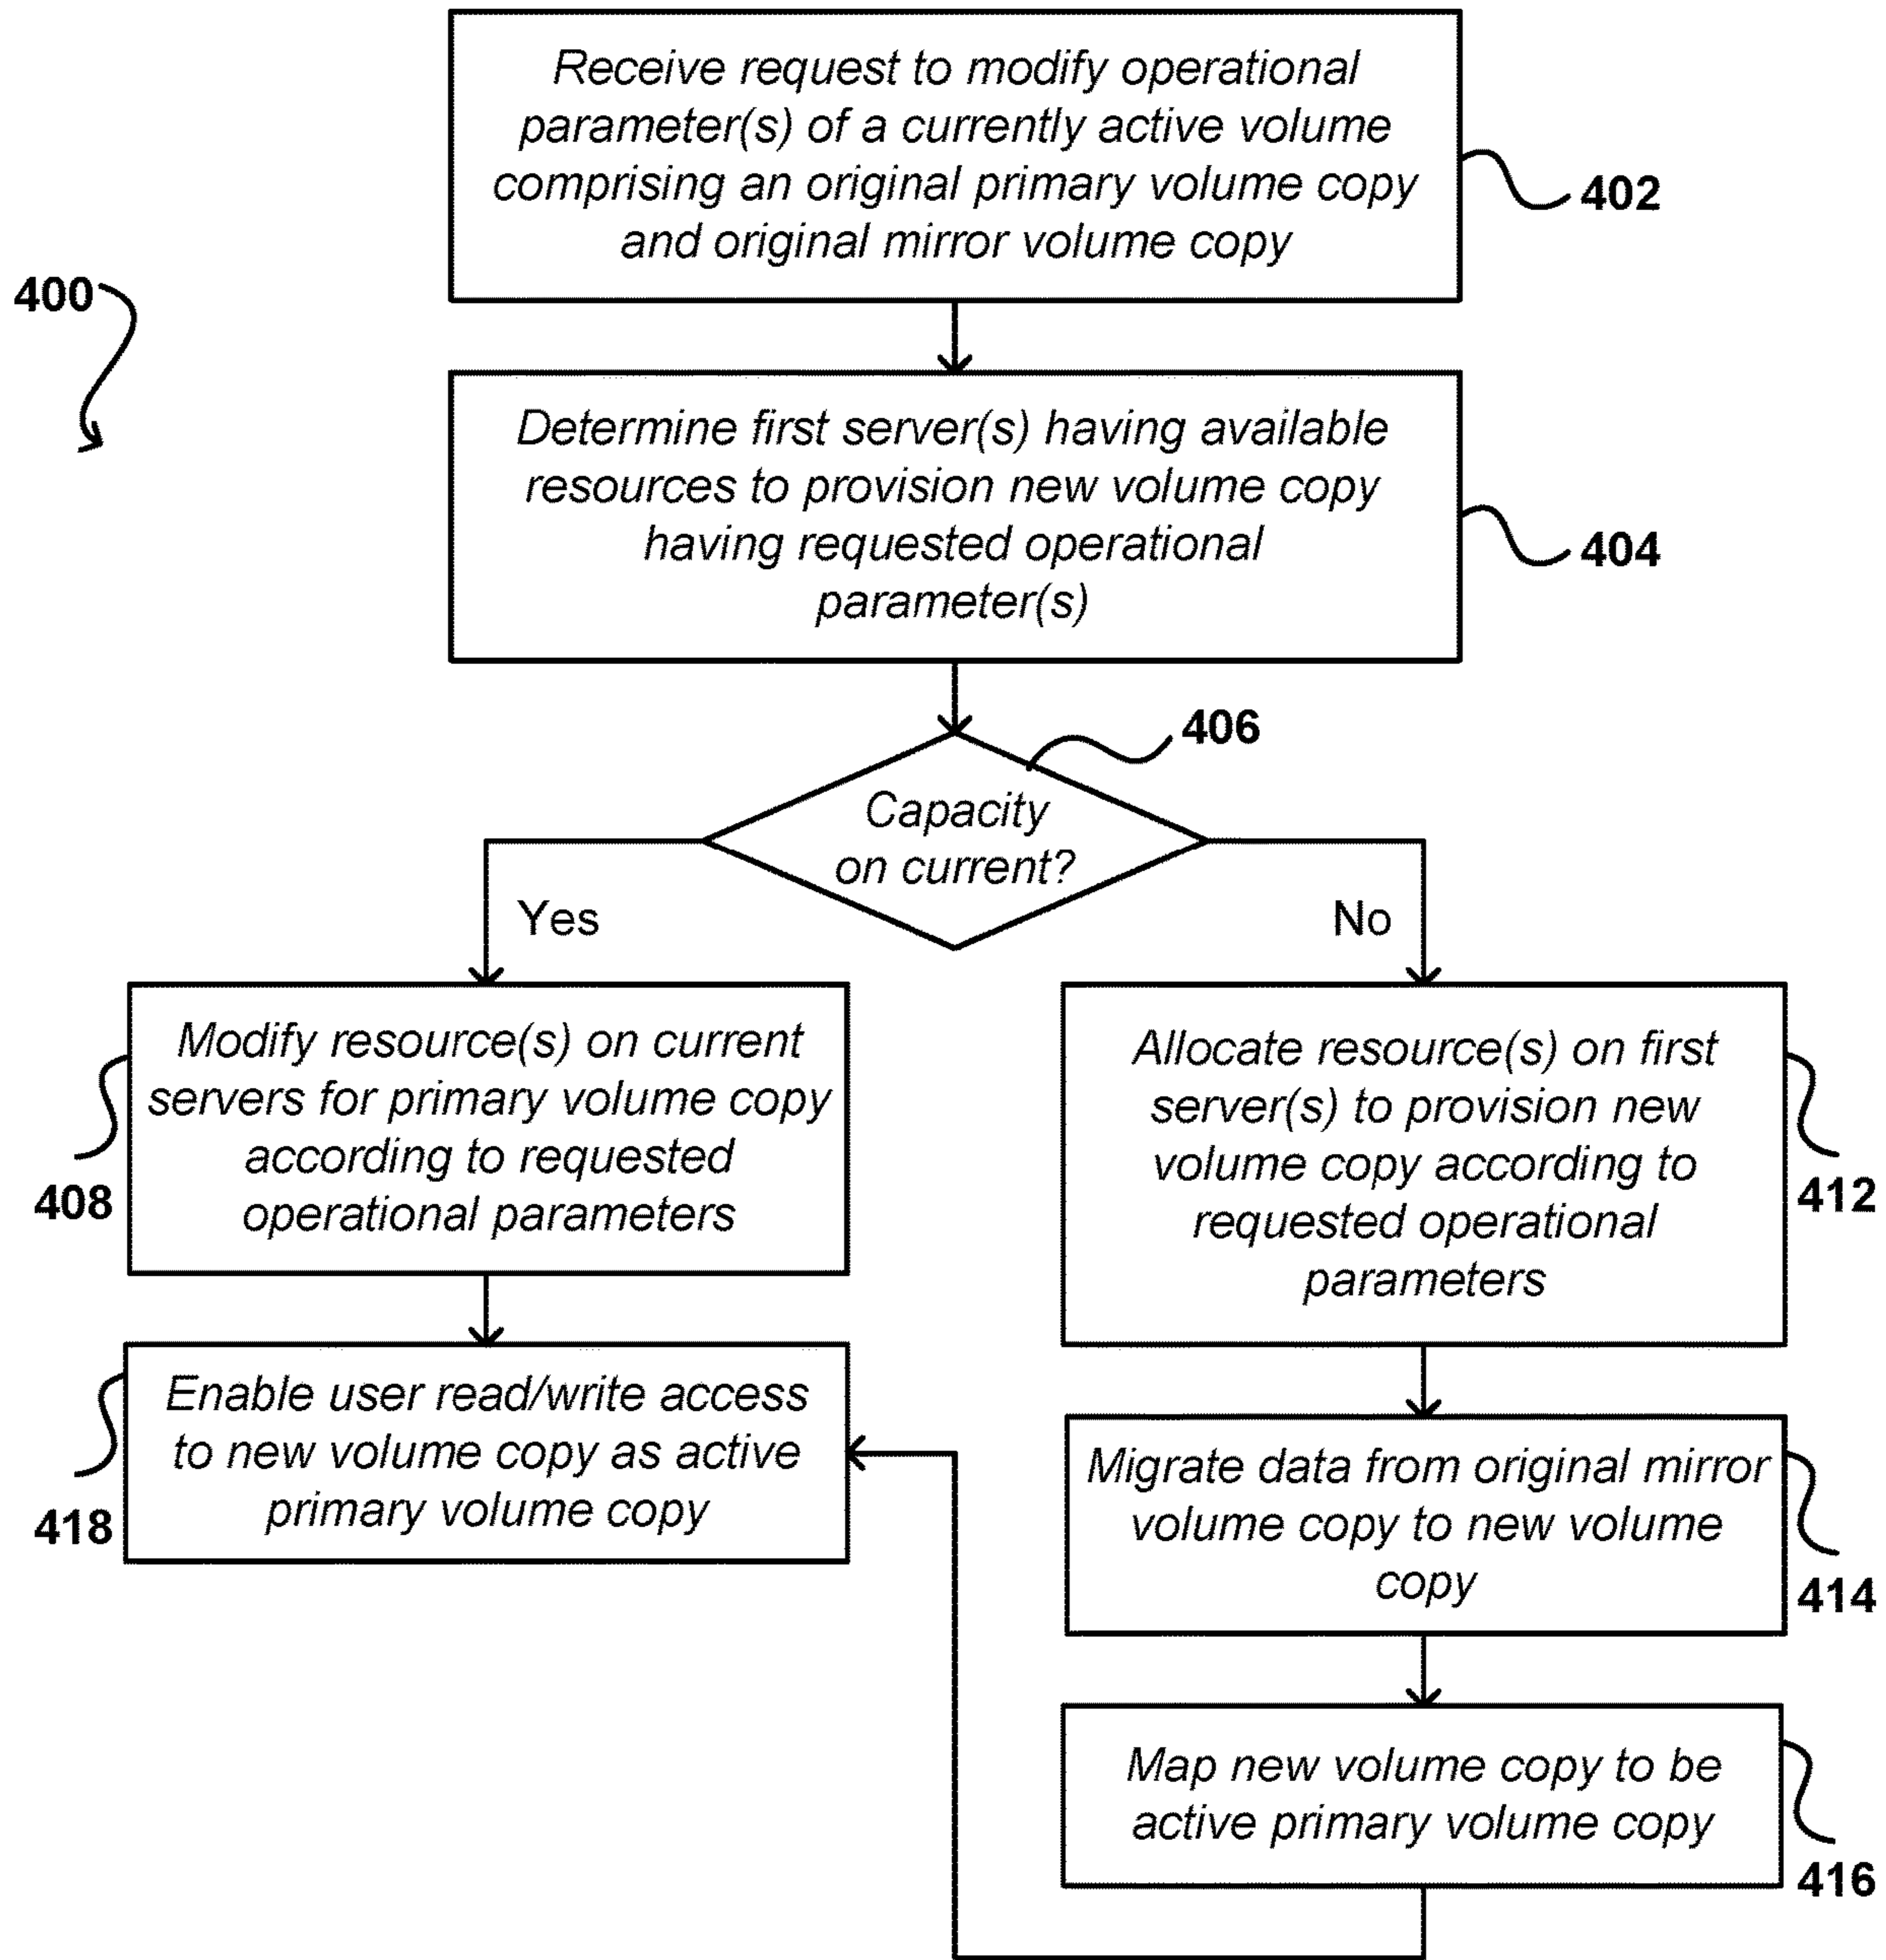 Receive request to modify operational
parameter(s) of a currently active volume
comprising an original primary volume copy
and original mirror volume copy
402
400
Determine first server(s) having available
resources to provision new volume copy
having requested operational
parameter(s)
404
406
Capacity
on current?
Yes
No
Modify resource(s) on current
servers for primary volume copy
according to requested
operational parameters
408
Allocate resource(s) on first
server(s) to provision new
volume copy according to
requested operational
parameters
412
Enable user read/write access
to new volume copy as active
primary volume copy
418
Migrate data from original mirror
volume copy to new volume
copy
414
Map new volume copy to be
active primary volume copy
416